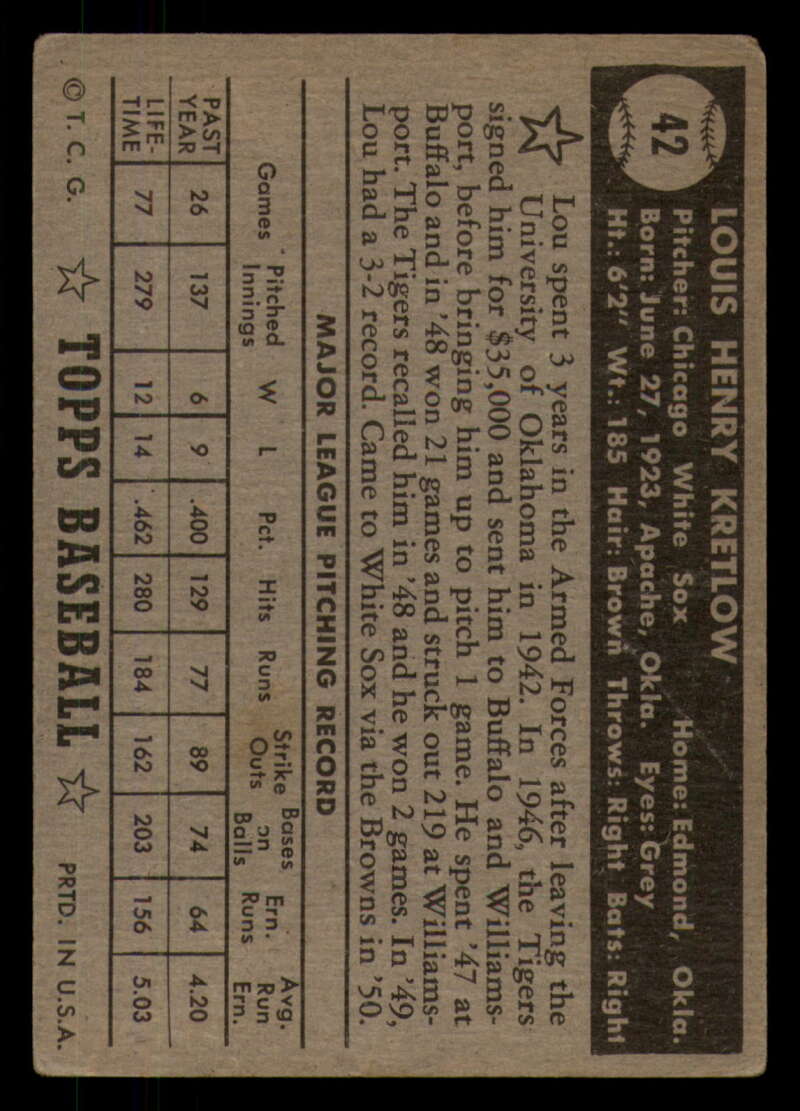 42
LOUIS HENRY KRETLOW
Pitcher: Chicago White Sox Home: Edmond, Okla.
Born: June 27, 1923, Apache, Okla. Eyes: Grey
Ht.: 6'2" Wt.: 185 Hair: Brown Throws: Right Bats: Right
Lou spent 3 years in the Armed Forces after leaving the
University of Oklahoma in 1942. In 1946, the Tigers
signed him for $35,000 and sent him to Buffalo and Williams-
port, before bringing him up to pitch 1 game. He spent '47 at
Buffalo and in '48 won 21 games and struck out 219 at Williams-
port. The Tigers recalled him in '48 and he won 2 games. In '49,
Lou had a 3-2 record. Came to White Sox via the Browns in '50.
MAJOR LEAGUE PITCHING RECORD
Games Pitched Innings W L Pct. Hits Runs Strike Outs Bases on Balls Ern. Runs Avg. Run Ern.
PAST YEAR 26 137 6 9 .400 129 77 89 74 64 4.20
LIFE-TIME 77 279 12 14 .462 280 184 162 203 156 5.03
© T. C. G. TOPPS BASEBALL PRTD. IN U.S.A.